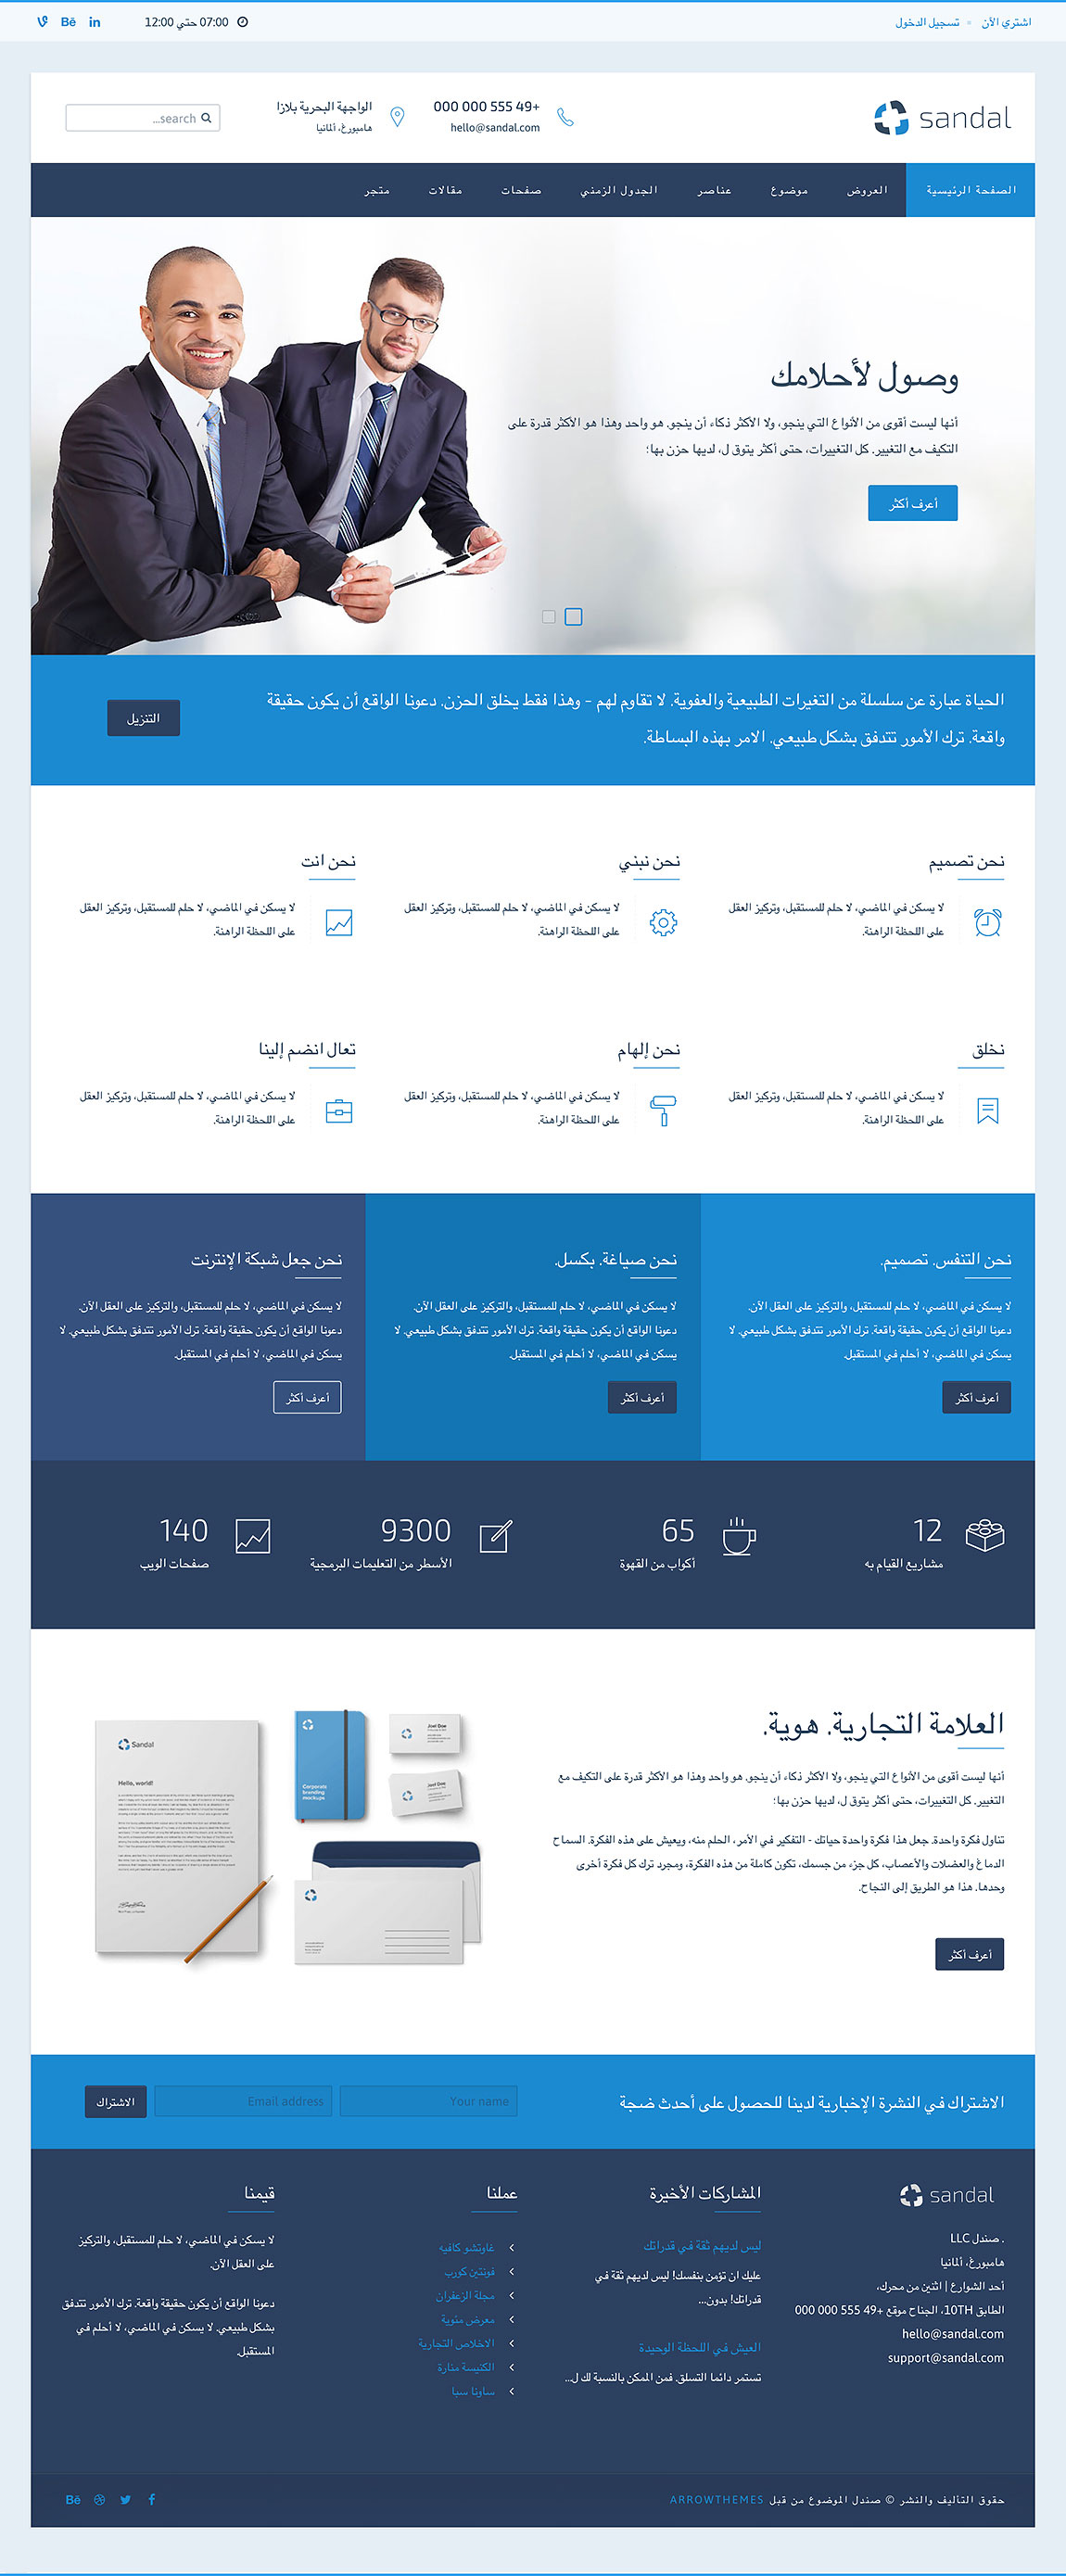 اشتري الآن
تسجيل الدخول
07:00 حتي 12:00
Bē
in
sandal
+49 555 000 000
hello@sandal.com
الواجهة البحرية بلازا
هامبورغ، ألمانيا
search...
الصفحة الرئيسية
العروض
موضوع
عناصر
الجدول الزمني
صفحات
مقالات
متجر
وصول لأحلامك
أنها ليست أقوى من الأنواع التي ينجو، ولا الأكثر ذكاء أن ينجو. هو واحد وهذا هو الأكثر قدرة على
التكيف مع التغيير. كل التغييرات، حتى أكثر يتوق ل، لديها حزن بها؛
أعرف أكثر
الحياة عبارة عن سلسلة من التغيرات الطبيعية والعفوية. لا تقاوم لهم - وهذا فقط يخلق الحزن. دعونا الواقع أن يكون حقيقة
واقعة. ترك الأمور تتدفق بشكل طبيعي. الامر بهذه البساطة.
التنزيل
نحن تصميم
لا يسكن في الماضي، لا حلم للمستقبل، وتركيز العقل
على اللحظة الراهنة.
نحن نبني
لا يسكن في الماضي، لا حلم للمستقبل، وتركيز العقل
على اللحظة الراهنة.
نحن انت
لا يسكن في الماضي، لا حلم للمستقبل، وتركيز العقل
على اللحظة الراهنة.
نخلق
لا يسكن في الماضي، لا حلم للمستقبل، وتركيز العقل
على اللحظة الراهنة.
نحن إلهام
لا يسكن في الماضي، لا حلم للمستقبل، وتركيز العقل
على اللحظة الراهنة.
تعال انضم إلينا
لا يسكن في الماضي، لا حلم للمستقبل، وتركيز العقل
على اللحظة الراهنة.
نحن التنفس. تصميم.
لا يسكن في الماضي، لا حلم للمستقبل، والتركيز على العقل الآن.
دعونا الواقع أن يكون حقيقة واقعة. ترك الأمور تتدفق بشكل طبيعي. لا
يسكن في الماضي، لا أحلم في المستقبل.
أعرف أكثر
نحن صياغة. بكسل.
لا يسكن في الماضي، لا حلم للمستقبل، والتركيز على العقل الآن.
دعونا الواقع أن يكون حقيقة واقعة. ترك الأمور تتدفق بشكل طبيعي. لا
يسكن في الماضي، لا أحلم في المستقبل.
أعرف أكثر
نحن جعل شبكة الإنترنت
لا يسكن في الماضي، لا حلم للمستقبل، والتركيز على العقل الآن.
دعونا الواقع أن يكون حقيقة واقعة. ترك الأمور تتدفق بشكل طبيعي. لا
يسكن في الماضي، لا أحلم في المستقبل.
أعرف أكثر
12
مشاريع القيام به
65
أكواب من القهوة
9300
الأسطر من التعليمات البرمجية
140
صفحات الويب
العلامة التجارية. هوية.
أنها ليست أقوى من الأنواع التي ينجو، ولا الأكثر ذكاء أن ينجو. هو واحد وهذا هو الأكثر قدرة على التكيف مع
التغيير. كل التغييرات، حتى أكثر يتوق ل، لديها حزن بها؛
تتناول فكرة واحدة. جعل هذا فكرة واحدة حياتك - التفكير في الأمر، الحلم منه، ويعيش على هذه الفكرة. السماح
الدماغ والعضلات والأعصاب، كل جزء من جسمك، تكون كاملة من هذه الفكرة، ومجرد ترك كل فكرة أخرى
وحدها. هذا هو الطريق إلى النجاح.
أعرف أكثر
Sandal
Hello, world!
Corporate
branding
mockups
Joel Doe
Joel Doe
الاشتراك في النشرة الإخبارية لدينا للحصول على أحدث ضجة
Your name
Email address
الاشتراك
sandal
. صندل LLC
هامبورغ، ألمانيا
أحد الشوارع | اثنين من محرك،
الطابق 10TH، الجناح موقع +49 555 000 000
hello@sandal.com
support@sandal.com
المشاركات الأخيرة
ليس لديهم ثقة في قدراتك
عليك ان تؤمن بنفسك! ليس لديهم ثقة في
قدراتك! بدون...
العيش في اللحظة الوحيدة
تستمر دائما التسلق. فمن الممكن بالنسبة لك ل...
عملنا
غاوتشو كافيه
فونتين كورب
مجلة الزعفران
معرض مئوية
الاخلاص التجارية
الكنيسة منارة
ساونا سبا
قيمنا
لا يسكن في الماضي، لا حلم للمستقبل، والتركيز
على العقل الآن.
دعونا الواقع أن يكون حقيقة واقعة. ترك الأمور تتدفق
بشكل طبيعي. لا يسكن في الماضي، لا أحلم في
المستقبل.
حقوق التأليف والنشر © صندل الموضوع من قبل ARROWTHEMES
Bē